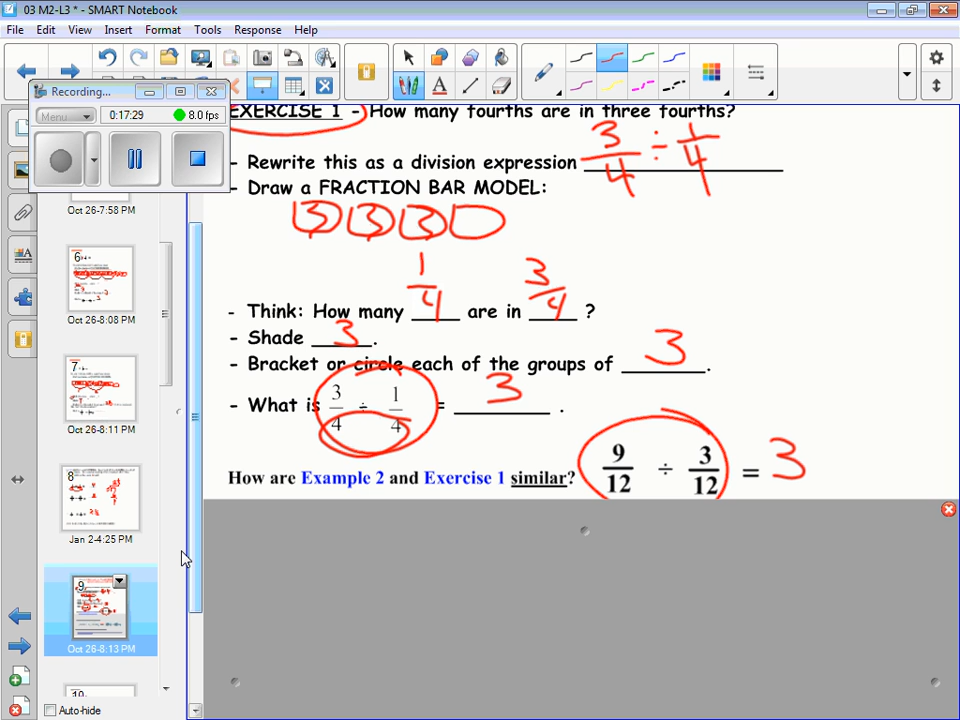 03 M2-L3 * - SMART Notebook
File Edit View Insert Format Tools Response Help
Recording...
Menu 0:17:29 8.0 fps
Oct 26-7:58 PM
6
Oct 26-8:08 PM
7
Oct 26-8:11 PM
8
Jan 2-4:25 PM
9
Oct 26-8:13 PM
10
Auto-hide
EXERCISE 1 - How many fourths are in three fourths?
- Rewrite this as a division expression 3/4 ÷ 1/4
- Draw a FRACTION BAR MODEL:
3 3 3
- Think: How many 1/4 are in 3/4 ?
- Shade 3.
- Bracket or circle each of the groups of 3.
- What is 3/4 ÷ 1/4 = 3.
How are Example 2 and Exercise 1 similar? 9/12 ÷ 3/12 = 3